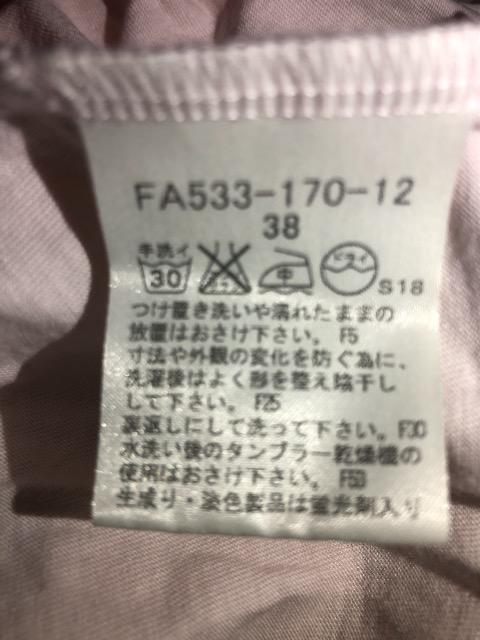 FA533-170-12
38
手洗イ
30 中 ドライ S18
つけ置き洗いや濡れたままの
放置はおさけ下さい。F5
寸法や外観の変化を防ぐ為に、
洗濯後はよく形を整え陰干し
して下さい。F25
裏返しにして洗って下さい。F30
水洗い後のタンブラー乾燥機の
使用はおさけ下さい。F50
生成り・淡色製品は蛍光剤入り